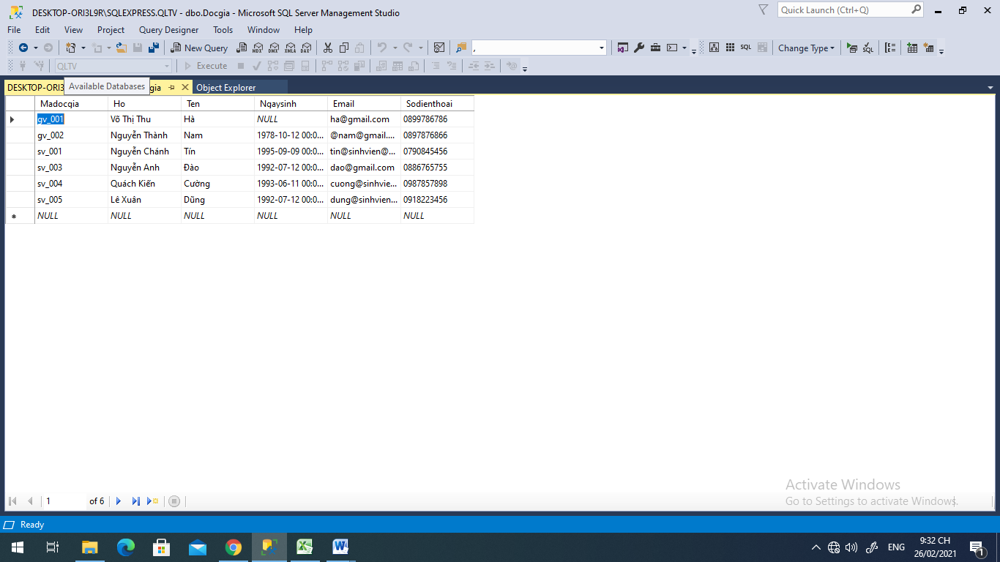 DESKTOP-ORI3L9R\SQLEXPRESS.QLTV - dbo.Docgia - Microsoft SQL Server Management Studio
Quick Launch (Ctrl+Q)
File Edit View Project Query Designer Tools Window Help
New Query MDX DMX XMLA DAX , SQL Change Type
QLTV Execute
DESKTOP-ORI3 gia Object Explorer
Available Databases
Madocgia Ho Ten Ngaysinh Email Sodienthoai
gv_001 Võ Thị Thu Hà NULL ha@gmail.com 0899786786
gv_002 Nguyễn Thành Nam 1978-10-12 00:0... @nam@gmail.... 0897876866
sv_001 Nguyễn Chánh Tín 1995-09-09 00:0... tin@sinhvien@... 0790845456
sv_003 Nguyễn Anh Đào 1992-07-12 00:0... dao@gmail.com 0886765755
sv_004 Quách Kiến Cường 1993-06-11 00:0... cuong@sinhvie... 0987857898
sv_005 Lê Xuân Dũng 1992-07-12 00:0... dung@sinhvien... 0918223456
NULL NULL NULL NULL NULL NULL
Activate Windows
Go to Settings to activate Windows.
1 of 6
Ready
ENG 9:32 CH
26/02/2021 1